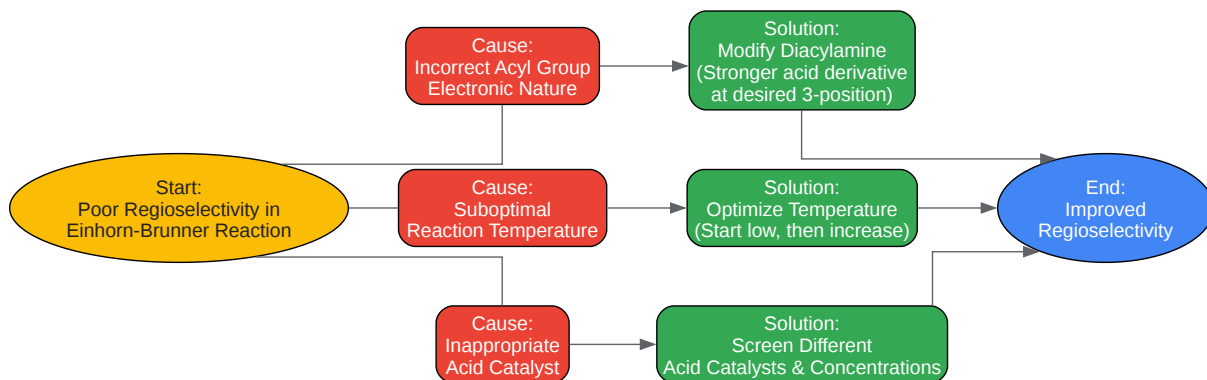 Start:
Poor Regioselectivity in
Einhorn-Brunner Reaction
Cause:
Incorrect Acyl Group
Electronic Nature
Solution:
Modify Diacylamine
(Stronger acid derivative
at desired 3-position)
Cause:
Suboptimal
Reaction Temperature
Solution:
Optimize Temperature
(Start low, then increase)
Cause:
Inappropriate
Acid Catalyst
Solution:
Screen Different
Acid Catalysts & Concentrations
End:
Improved
Regioselectivity